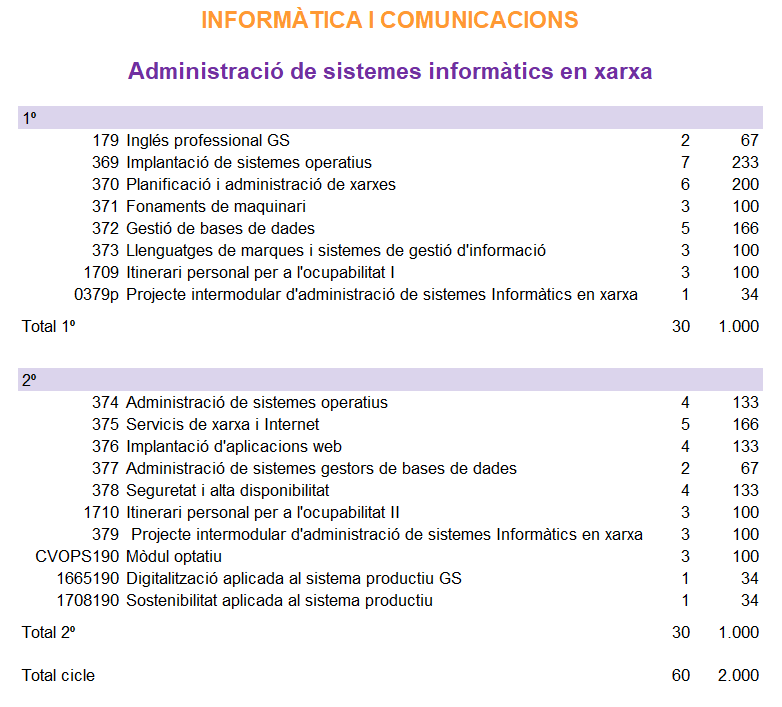 INFORMÀTICA I COMUNICACIONS
Administració de sistemes informàtics en xarxa
1º
179 Inglés professional GS 2 67
369 Implantació de sistemes operatius 7 233
370 Planificació i administració de xarxes 6 200
371 Fonaments de maquinari 3 100
372 Gestió de bases de dades 5 166
373 Llenguatges de marques i sistemes de gestió d'informació 3 100
1709 Itinerari personal per a l'ocupabilitat I 3 100
0379p Projecte intermodular d'administració de sistemes Informàtics en xarxa 1 34
Total 1º 30 1.000
2º
374 Administració de sistemes operatius 4 133
375 Servicis de xarxa i Internet 5 166
376 Implantació d'aplicacions web 4 133
377 Administració de sistemes gestors de bases de dades 2 67
378 Seguretat i alta disponibilitat 4 133
1710 Itinerari personal per a l'ocupabilitat II 3 100
379 Projecte intermodular d'administració de sistemes Informàtics en xarxa 3 100
CVOPS190 Mòdul optatiu 3 100
1665190 Digitalització aplicada al sistema productiu GS 1 34
1708190 Sostenibilitat aplicada al sistema productiu 1 34
Total 2º 30 1.000
Total cicle 60 2.000